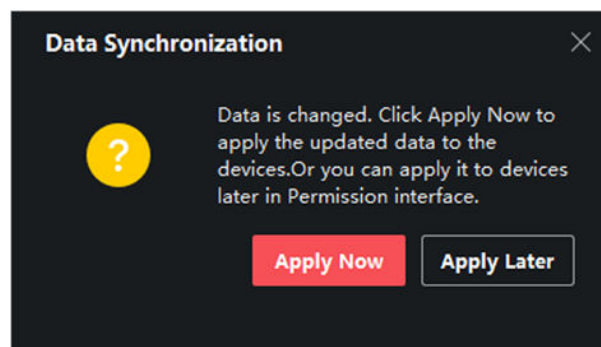 Data Synchronization
Data is changed. Click Apply Now to
apply the updated data to the
devices.Or you can apply it to devices
later in Permission interface.
Apply Now
Apply Later